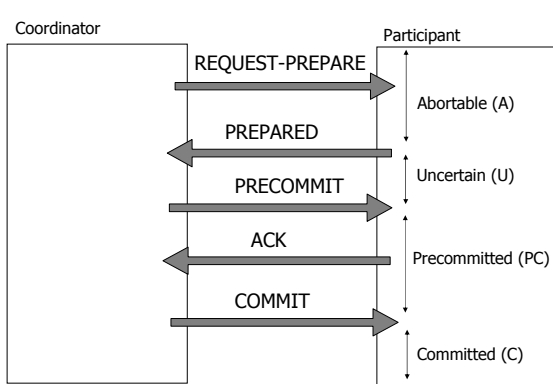 Coordinator
Participant
REQUEST-PREPARE
Abortable (A)
PREPARED
Uncertain (U)
PRECOMMIT
ACK
Precommitted (PC)
COMMIT
Committed (C)